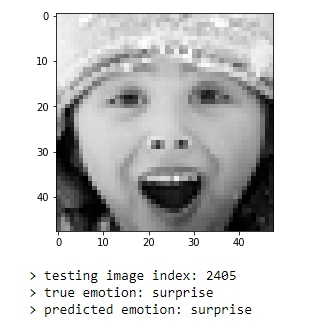 0
10
20
30
40
0 10 20 30 40
> testing image index: 2405
> true emotion: surprise
> predicted emotion: surprise